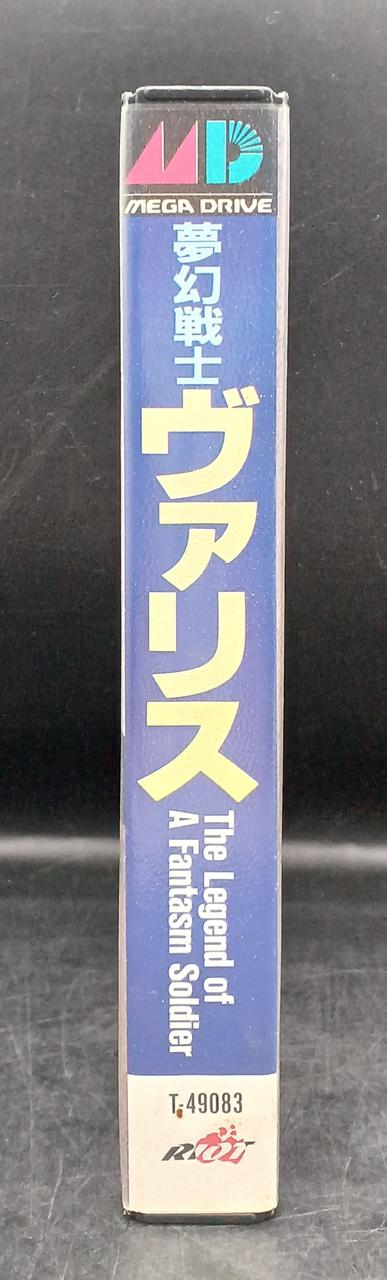 MD
MEGA DRIVE
夢幻戦士
ヴァリス
The Legend of
A Fantasm Soldier
T-49083
RIOT